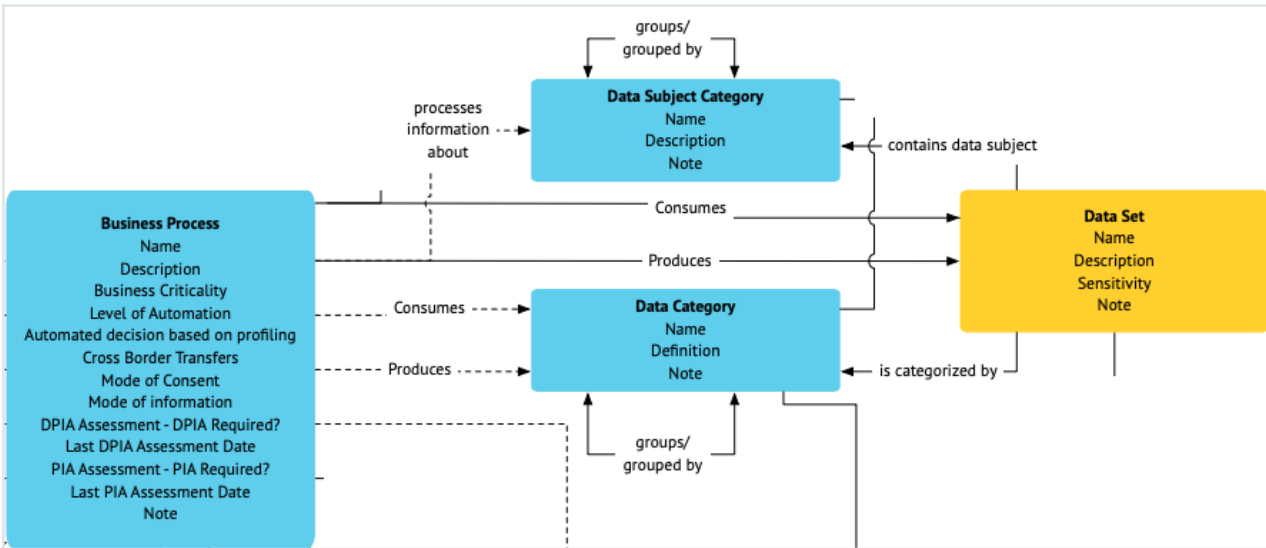 groups/
grouped by
Data Subject Category
Name
Description
Note
processes
information
about
contains data subject
Business Process
Name
Description
Business Criticality
Level of Automation
Automated decision based on profiling
Cross Border Transfers
Mode of Consent
Mode of information
DPIA Assessment - DPIA Required?
Last DPIA Assessment Date
PIA Assessment - PIA Required?
Last PIA Assessment Date
Note
Consumes
Produces
Data Set
Name
Description
Sensitivity
Note
Consumes
Produces
Data Category
Name
Definition
Note
is categorized by
groups/
grouped by